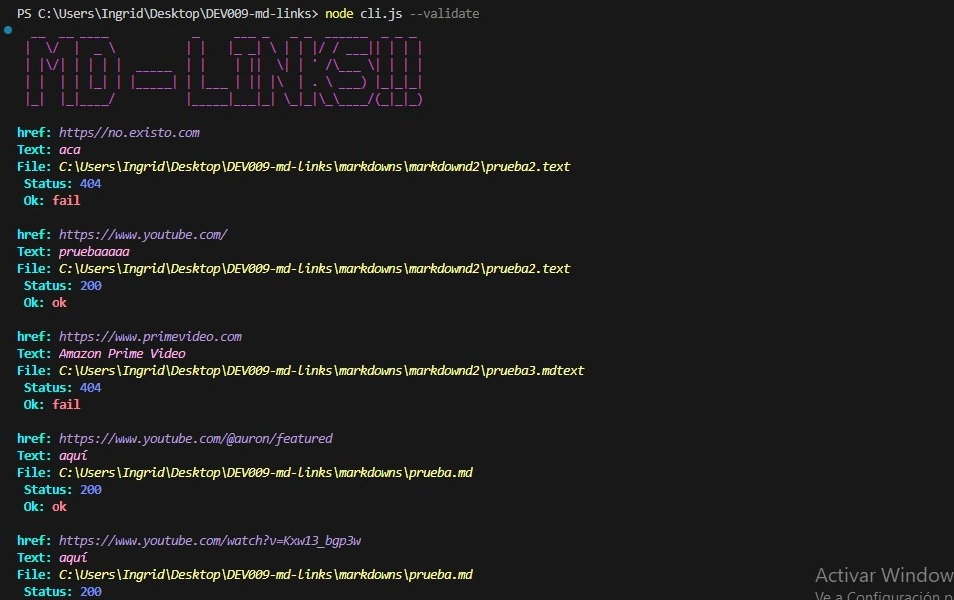 PS C:\Users\Ingrid\Desktop\DEV009-md-links> node cli.js --validate
MD - LINKS!!!
href: https//no.existo.com
Text: aca
File: C:\Users\Ingrid\Desktop\DEV009-md-links\markdowns\markdownd2\prueba2.text
Status: 404
Ok: fail
href: https://www.youtube.com/
Text: pruebaaaaa
File: C:\Users\Ingrid\Desktop\DEV009-md-links\markdowns\markdownd2\prueba2.text
Status: 200
Ok: ok
href: https://www.primevideo.com
Text: Amazon Prime Video
File: C:\Users\Ingrid\Desktop\DEV009-md-links\markdowns\markdownd2\prueba3.mdtext
Status: 404
Ok: fail
href: https://www.youtube.com/@auron/featured
Text: aquí
File: C:\Users\Ingrid\Desktop\DEV009-md-links\markdowns\prueba.md
Status: 200
Ok: ok
href: https://www.youtube.com/watch?v=Kxw13_bgp3w
Text: aquí
File: C:\Users\Ingrid\Desktop\DEV009-md-links\markdowns\prueba.md
Status: 200
Activar Window
Ve a Configuración p